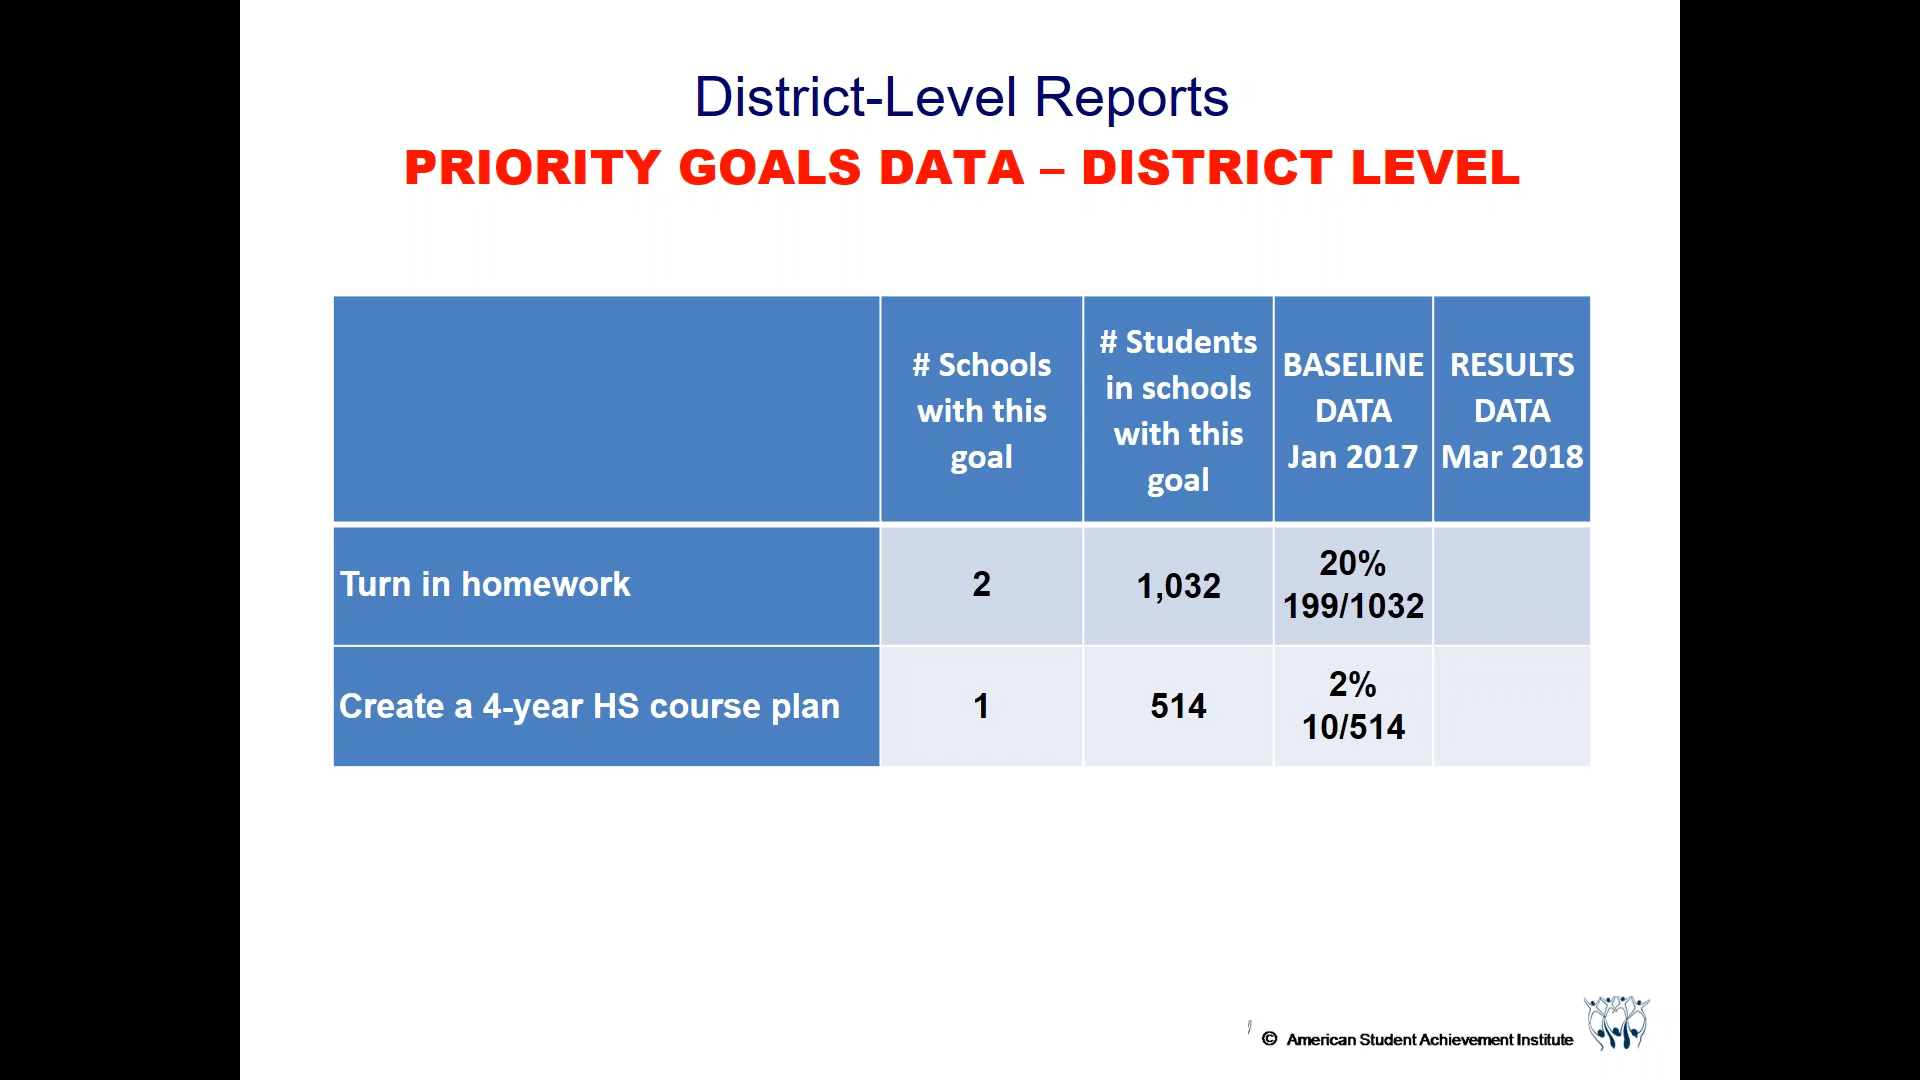 District-Level Reports
PRIORITY GOALS DATA – DISTRICT LEVEL
# Schools
with this
goal
# Students
in schools
with this
goal
BASELINE
DATA
Jan 2017
RESULTS
DATA
Mar 2018
Turn in homework
2
1,032
20%
199/1032
Create a 4-year HS course plan
1
514
2%
10/514
© American Student Achievement Institute